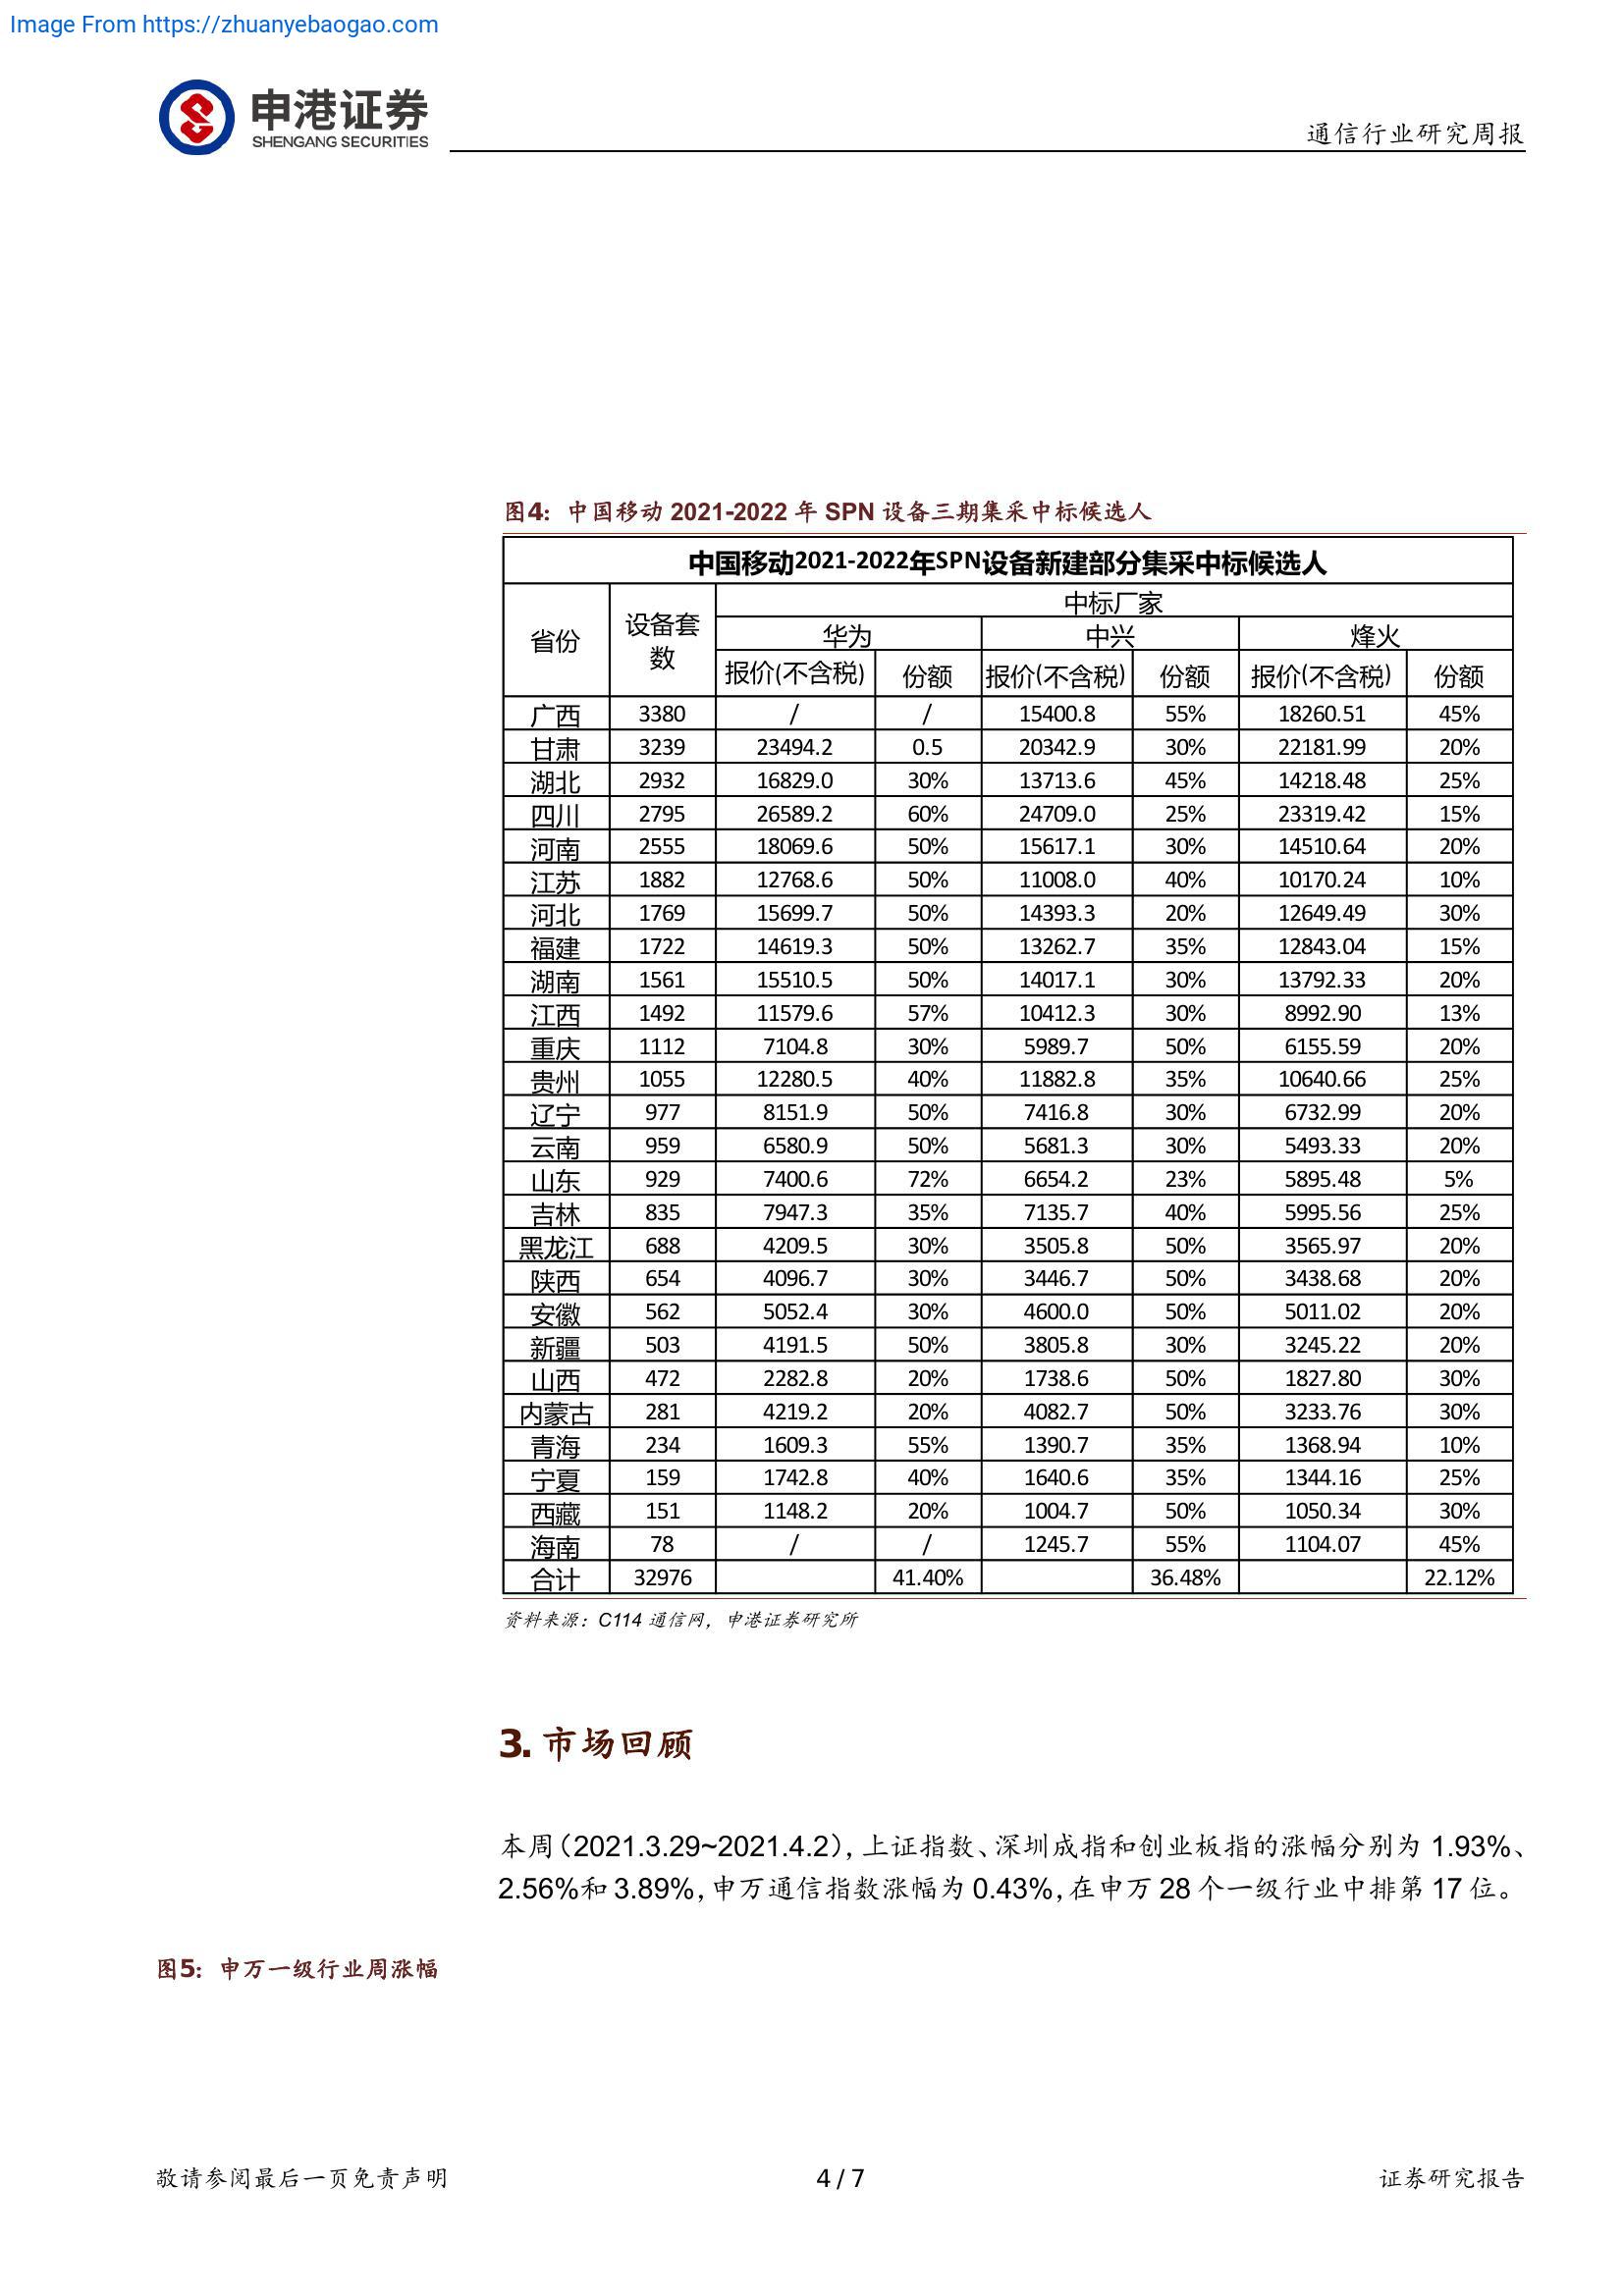 Image From https://zhuanyebaogao.com
申港证券
SHENGANG SECURITIES
通信行业研究周报
图4：中国移动 2021-2022 年 SPN 设备三期集采中标候选人
中国移动2021-2022年SPN设备新建部分集采中标候选人
省份 设备套数 中标厂家
华为 中兴 烽火
报价(不含税) 份额 报价(不含税) 份额 报价(不含税) 份额
广西 3380 / / 15400.8 55% 18260.51 45%
甘肃 3239 23494.2 0.5 20342.9 30% 22181.99 20%
湖北 2932 16829.0 30% 13713.6 45% 14218.48 25%
四川 2795 26589.2 60% 24709.0 25% 23319.42 15%
河南 2555 18069.6 50% 15617.1 30% 14510.64 20%
江苏 1882 12768.6 50% 11008.0 40% 10170.24 10%
河北 1769 15699.7 50% 14393.3 20% 12649.49 30%
福建 1722 14619.3 50% 13262.7 35% 12843.04 15%
湖南 1561 15510.5 50% 14017.1 30% 13792.33 20%
江西 1492 11579.6 57% 10412.3 30% 8992.90 13%
重庆 1112 7104.8 30% 5989.7 50% 6155.59 20%
贵州 1055 12280.5 40% 11882.8 35% 10640.66 25%
辽宁 977 8151.9 50% 7416.8 30% 6732.99 20%
云南 959 6580.9 50% 5681.3 30% 5493.33 20%
山东 929 7400.6 72% 6654.2 23% 5895.48 5%
吉林 835 7947.3 35% 7135.7 40% 5995.56 25%
黑龙江 688 4209.5 30% 3505.8 50% 3565.97 20%
陕西 654 4096.7 30% 3446.7 50% 3438.68 20%
安徽 562 5052.4 30% 4600.0 50% 5011.02 20%
新疆 503 4191.5 50% 3805.8 30% 3245.22 20%
山西 472 2282.8 20% 1738.6 50% 1827.80 30%
内蒙古 281 4219.2 20% 4082.7 50% 3233.76 30%
青海 234 1609.3 55% 1390.7 35% 1368.94 10%
宁夏 159 1742.8 40% 1640.6 35% 1344.16 25%
西藏 151 1148.2 20% 1004.7 50% 1050.34 30%
海南 78 / / 1245.7 55% 1104.07 45%
合计 32976 41.40% 36.48% 22.12%
资料来源：C114 通信网，申港证券研究所
3. 市场回顾
本周（2021.3.29~2021.4.2），上证指数、深圳成指和创业板指的涨幅分别为 1.93%、
2.56%和 3.89%，申万通信指数涨幅为 0.43%，在申万 28 个一级行业中排第 17 位。
图5：申万一级行业周涨幅
敬请参阅最后一页免责声明
4 / 7
证券研究报告